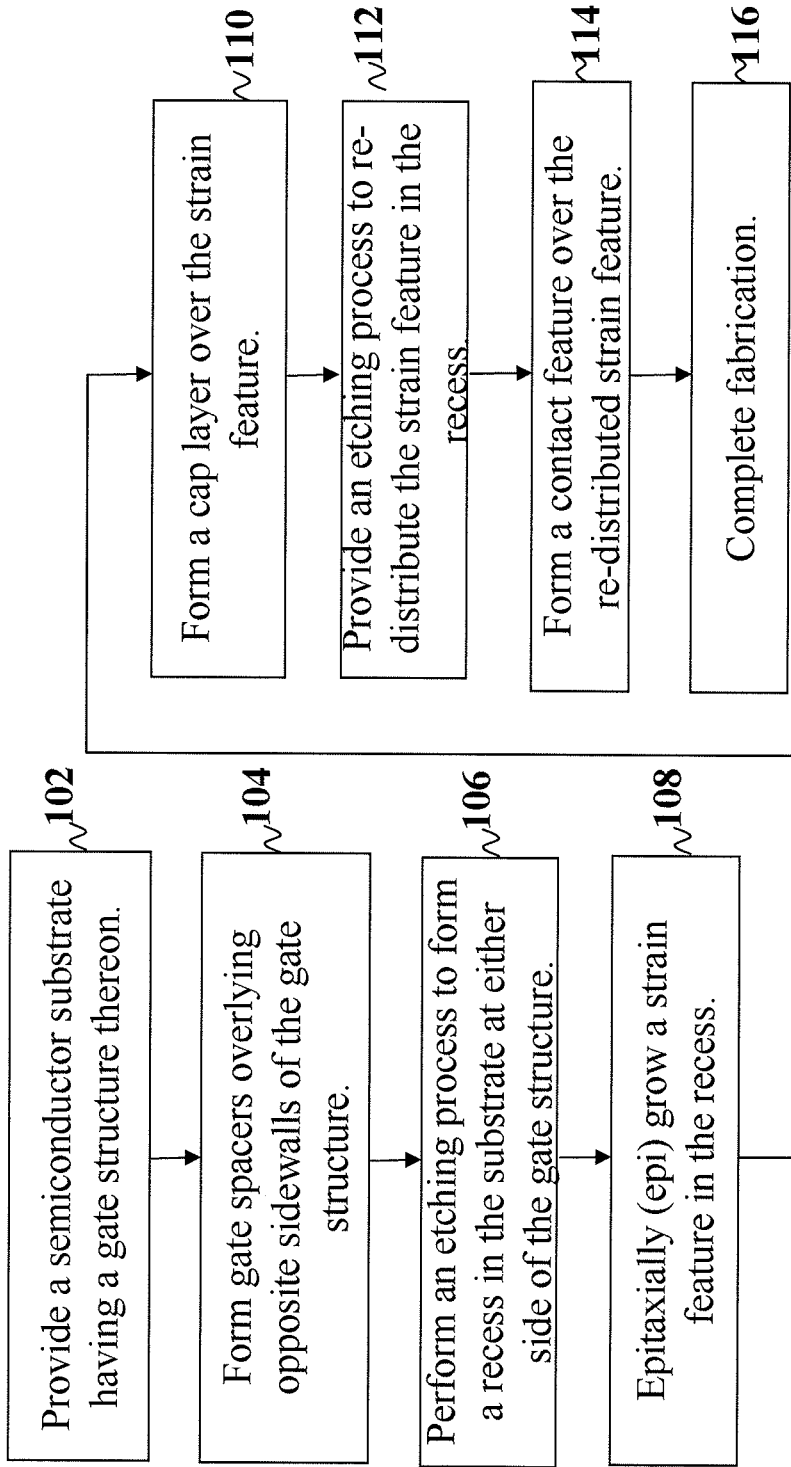 102
Provide a semiconductor substrate
having a gate structure thereon.
104
Form gate spacers overlying
opposite sidewalls of the gate
structure.
106
Perform an etching process to form
a recess in the substrate at either
side of the gate structure.
108
Epitaxially (epi) grow a strain
feature in the recess.
110
Form a cap layer over the strain
feature.
112
Provide an etching process to re-
distribute the strain feature in the
recess.
114
Form a contact feature over the
re-distributed strain feature.
116
Complete fabrication.